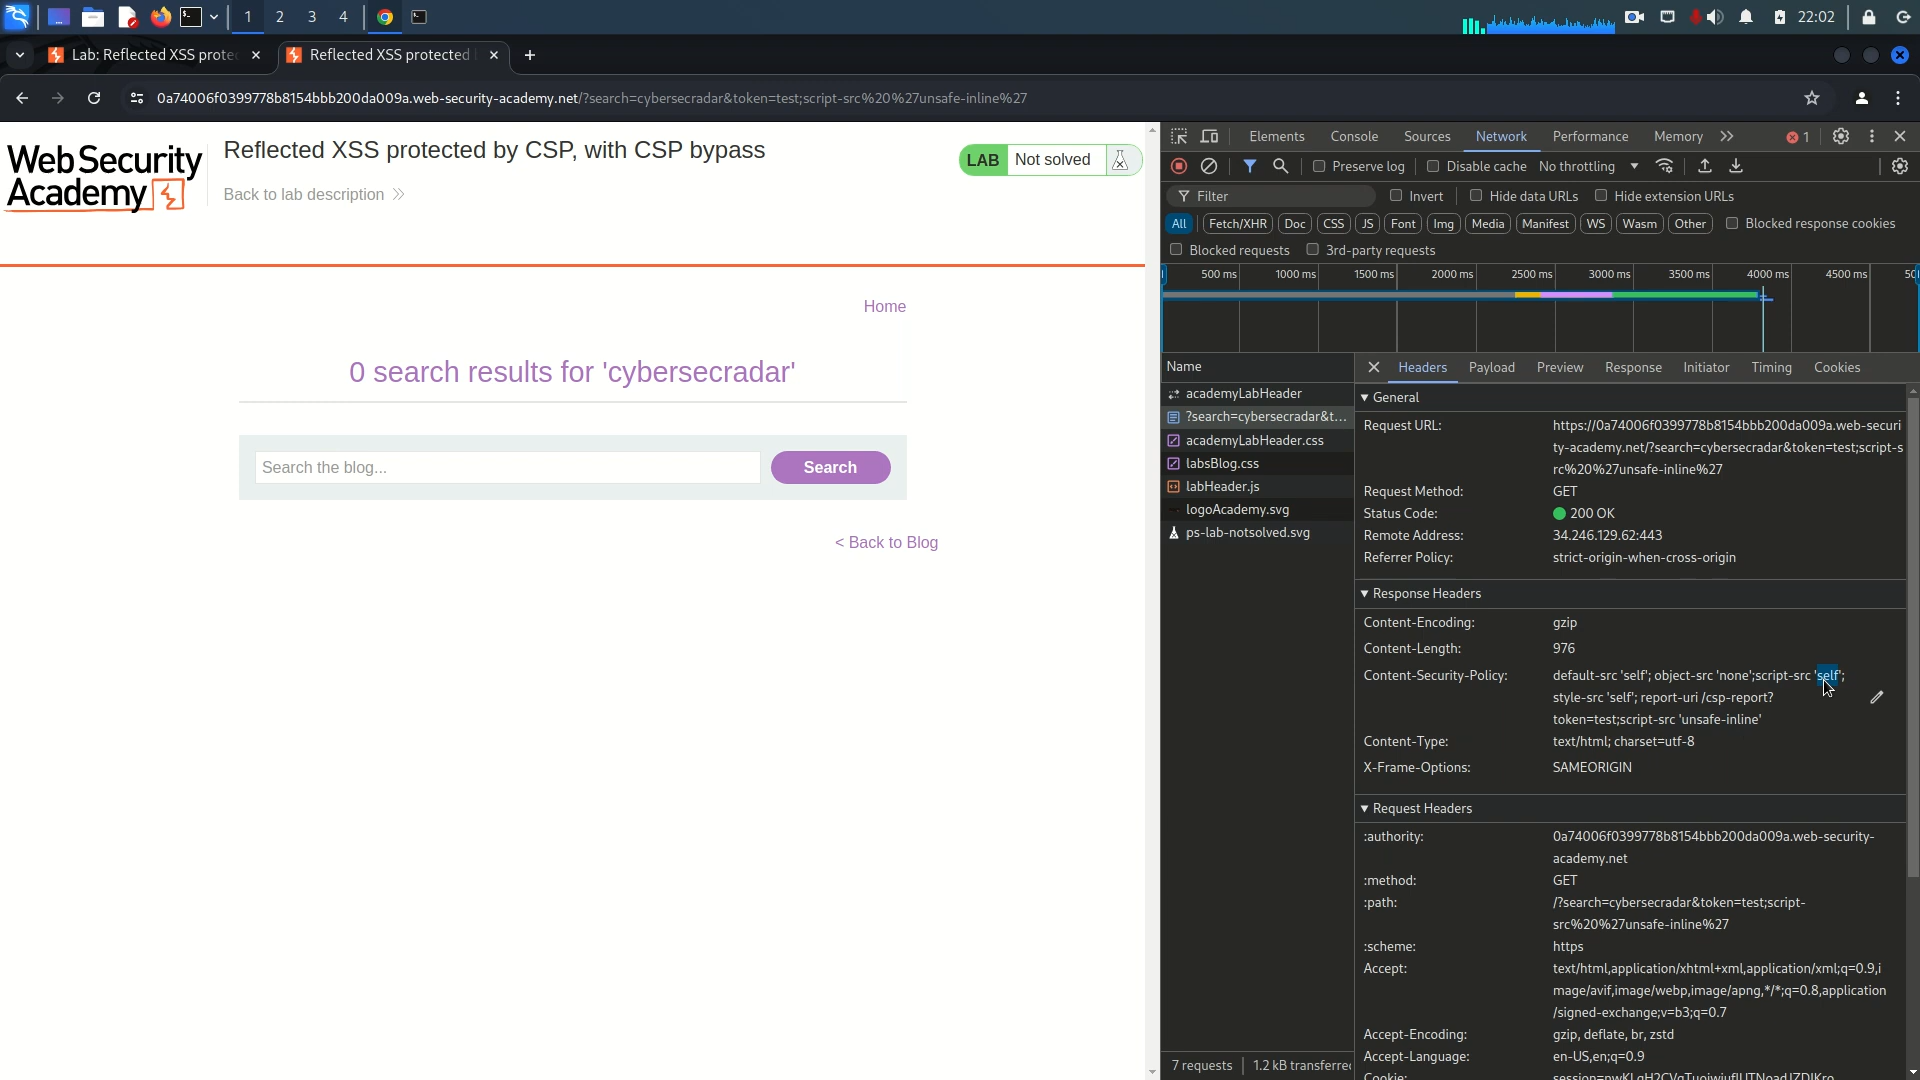 1 2 3 4
22:02
Lab: Reflected XSS prote
Reflected XSS protected
0a74006f0399778b8154bbb200da009a.web-security-academy.net/?search=cybersecradar&token=test;script-src%20%27unsafe-inline%27
Web Security
Academy
Reflected XSS protected by CSP, with CSP bypass
Back to lab description
LAB Not solved
Home
0 search results for 'cybersecradar'
Search the blog...
Search
< Back to Blog
Elements Console Sources Network Performance Memory 1
Preserve log Disable cache No throttling
Filter Invert Hide data URLs Hide extension URLs
All Fetch/XHR Doc CSS JS Font Img Media Manifest WS Wasm Other Blocked response cookies
Blocked requests 3rd-party requests
500 ms 1000 ms 1500 ms 2000 ms 2500 ms 3000 ms 3500 ms 4000 ms 4500 ms
Name
academyLabHeader
?search=cybersecradar&t...
academyLabHeader.css
labsBlog.css
labHeader.js
logoAcademy.svg
ps-lab-notsolved.svg
7 requests 1.2 kB transferre
Headers Payload Preview Response Initiator Timing Cookies
General
Request URL: https://0a74006f0399778b8154bbb200da009a.web-securi
ty-academy.net/?search=cybersecradar&token=test;script-s
rc%20%27unsafe-inline%27
Request Method: GET
Status Code: 200 OK
Remote Address: 34.246.129.62:443
Referrer Policy: strict-origin-when-cross-origin
Response Headers
Content-Encoding: gzip
Content-Length: 976
Content-Security-Policy: default-src 'self'; object-src 'none';script-src 'self';
style-src 'self'; report-uri /csp-report?
token=test;script-src 'unsafe-inline'
Content-Type: text/html; charset=utf-8
X-Frame-Options: SAMEORIGIN
Request Headers
:authority: 0a74006f0399778b8154bbb200da009a.web-security-
academy.net
:method: GET
:path: /?search=cybersecradar&token=test;script-
src%20%27unsafe-inline%27
:scheme: https
Accept: text/html,application/xhtml+xml,application/xml;q=0.9,i
mage/avif,image/webp,image/apng,*/*;q=0.8,application
/signed-exchange;v=b3;q=0.7
Accept-Encoding: gzip, deflate, br, zstd
Accept-Language: en-US,en;q=0.9
Cookie: